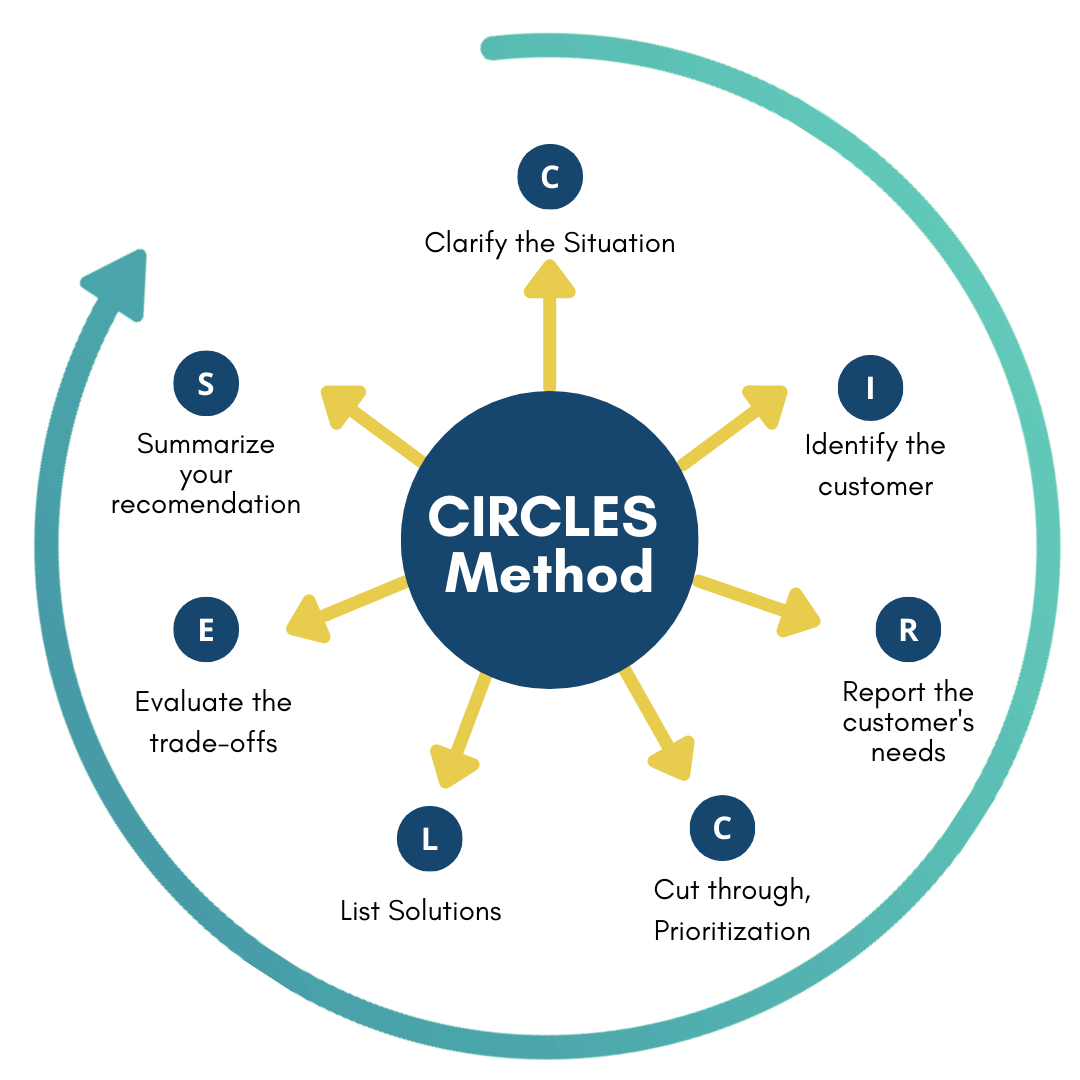 CIRCLES
Method
C
Clarify the Situation
I
Identify the
customer
R
Report the
customer's
needs
C
Cut through,
Prioritization
L
List Solutions
E
Evaluate the
trade-offs
S
Summarize
your
recomendation